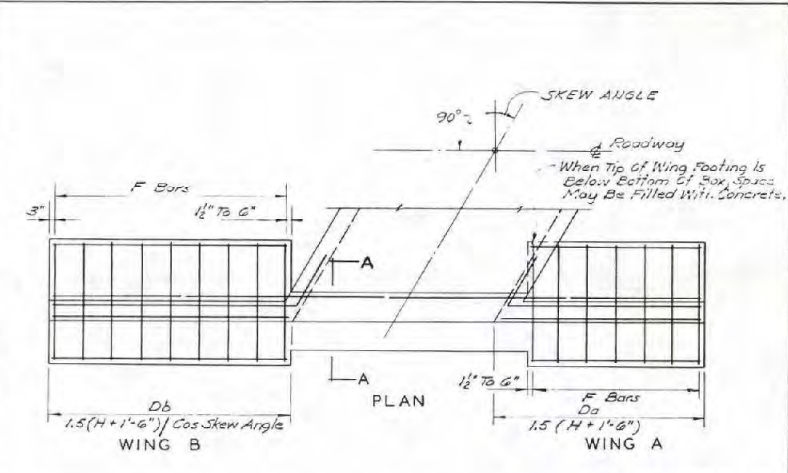 SKEW ANGLE
90°
℄ Roadway
When Tip Of Wing Footing Is
Below Bottom Of Box, Space
May Be Filled With Concrete.
F Bars
3"
1½" To 6"
A
A
PLAN
1½" To 6"
F Bars
Db
1.5(H+1'-6")/Cos Skew Angle
WING B
Da
1.5(H+1'-6")
WING A